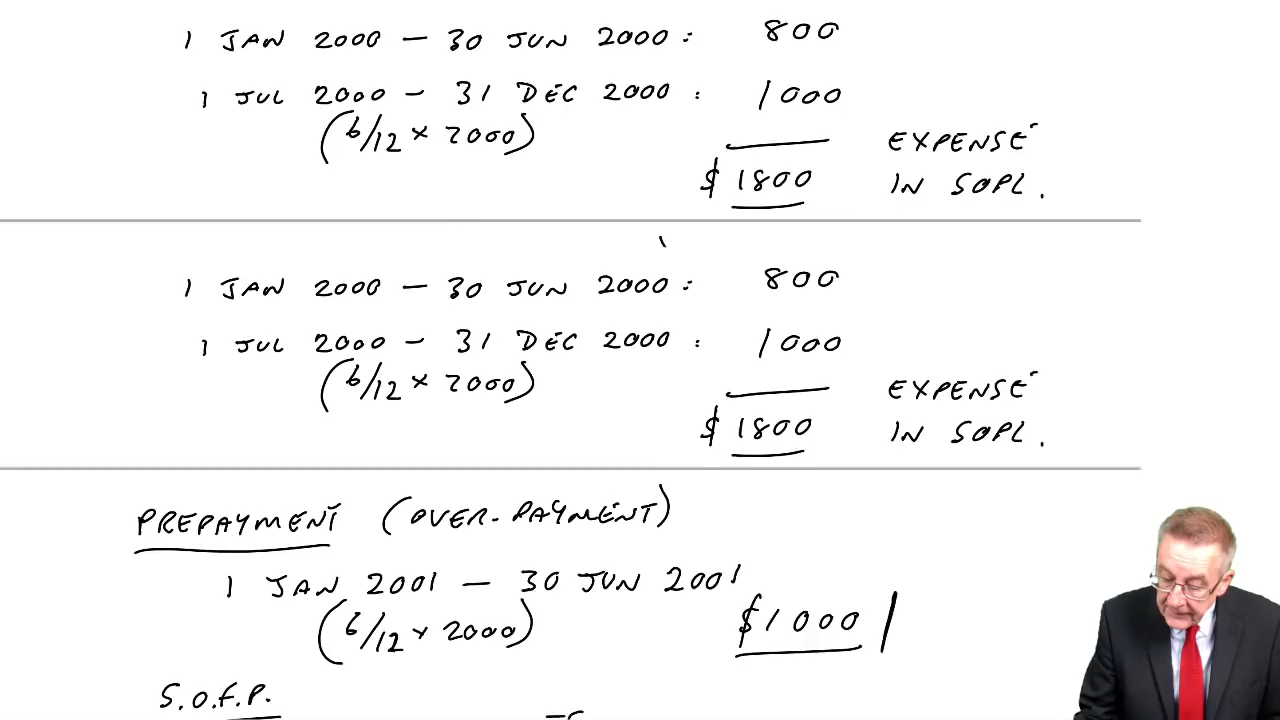 1 JAN 2000 – 30 JUN 2000 : 800
1 JUL 2000 – 31 DEC 2000 : 1000
(6/12 × 2000)
EXPENSE
$ 1800 IN SOPL.
1 JAN 2000 – 30 JUN 2000 : 800
1 JUL 2000 – 31 DEC 2000 : 1000
(6/12 × 2000)
EXPENSE
$ 1800 IN SOPL.
PREPAYMENT (OVER-PAYMENT)
1 JAN 2001 – 30 JUN 2001
(6/12 × 2000) $1000
S.O.F.P.